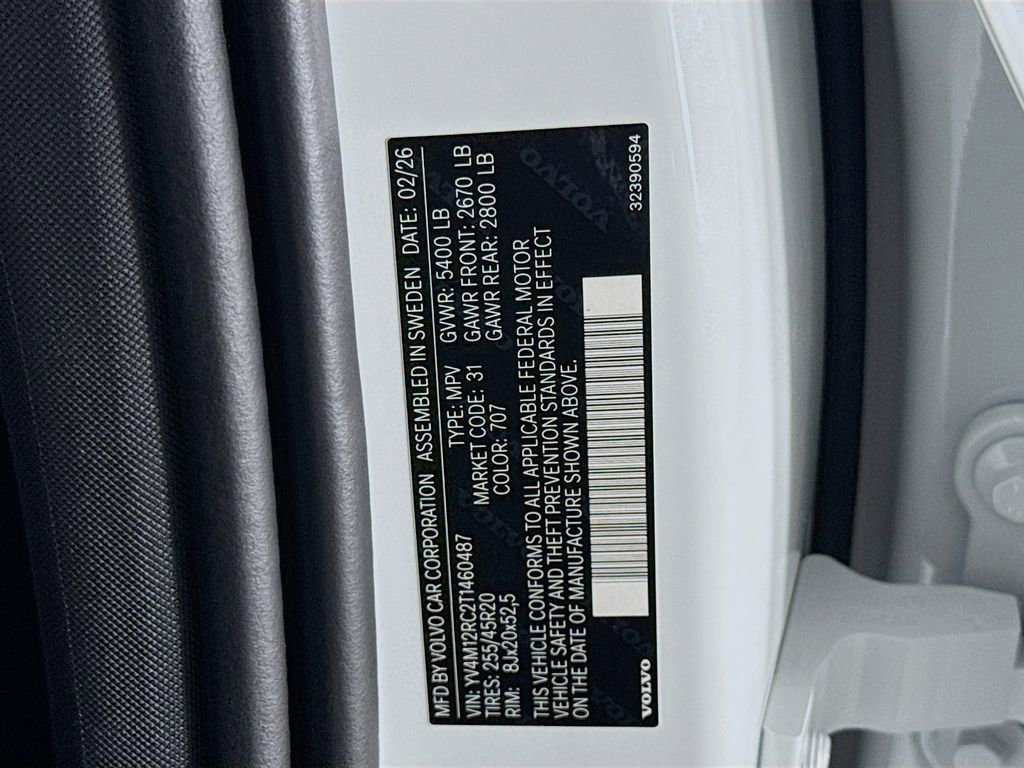 MFD BY VOLVO CAR CORPORATION ASSEMBLED IN SWEDEN DATE: 02/26
VIN: YV4M12RC2T1460487 TYPE: MPV GVWR: 5400 LB
TIRES: 255/45R20 MARKET CODE: 31 GAWR FRONT: 2670 LB
RIM: 8Jx20x52,5 COLOR: 707 GAWR REAR: 2800 LB
THIS VEHICLE CONFORMS TO ALL APPLICABLE FEDERAL MOTOR
VEHICLE SAFETY AND THEFT PREVENTION STANDARDS IN EFFECT
ON THE DATE OF MANUFACTURE SHOWN ABOVE.
VOLVO 32390594